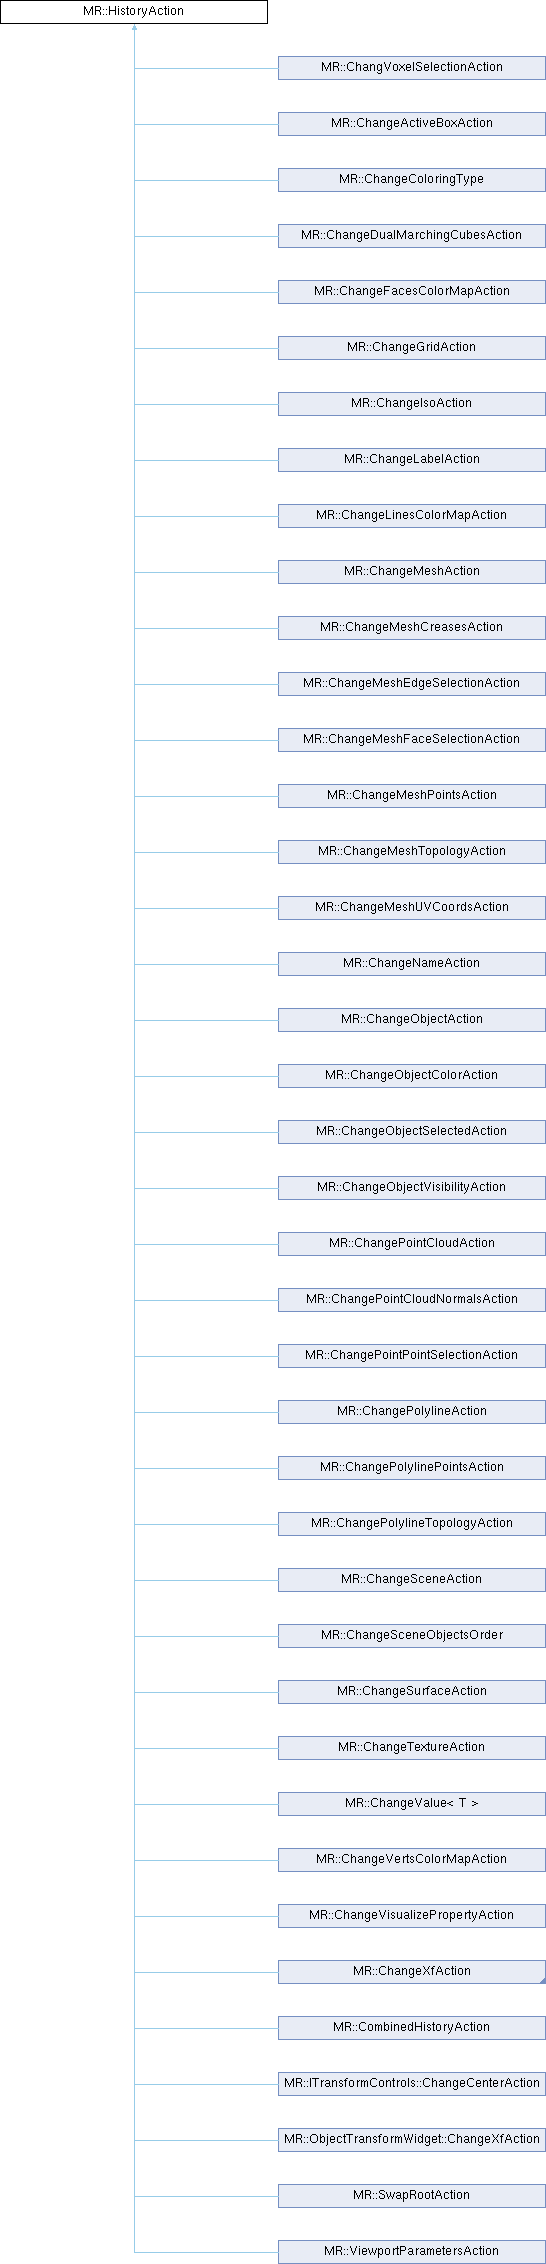 MR::HistoryAction
MR::ChangVoxelSelectionAction
MR::ChangeActiveBoxAction
MR::ChangeColoringType
MR::ChangeDualMarchingCubesAction
MR::ChangeFacesColorMapAction
MR::ChangeGridAction
MR::ChangeIsoAction
MR::ChangeLabelAction
MR::ChangeLinesColorMapAction
MR::ChangeMeshAction
MR::ChangeMeshCreasesAction
MR::ChangeMeshEdgeSelectionAction
MR::ChangeMeshFaceSelectionAction
MR::ChangeMeshPointsAction
MR::ChangeMeshTopologyAction
MR::ChangeMeshUVCoordsAction
MR::ChangeNameAction
MR::ChangeObjectAction
MR::ChangeObjectColorAction
MR::ChangeObjectSelectedAction
MR::ChangeObjectVisibilityAction
MR::ChangePointCloudAction
MR::ChangePointCloudNormalsAction
MR::ChangePointPointSelectionAction
MR::ChangePolylineAction
MR::ChangePolylinePointsAction
MR::ChangePolylineTopologyAction
MR::ChangeSceneAction
MR::ChangeSceneObjectsOrder
MR::ChangeSurfaceAction
MR::ChangeTextureAction
MR::ChangeValue< T >
MR::ChangeVertsColorMapAction
MR::ChangeVisualizePropertyAction
MR::ChangeXfAction
MR::CombinedHistoryAction
MR::ITransformControls::ChangeCenterAction
MR::ObjectTransformWidget::ChangeXfAction
MR::SwapRootAction
MR::ViewportParametersAction